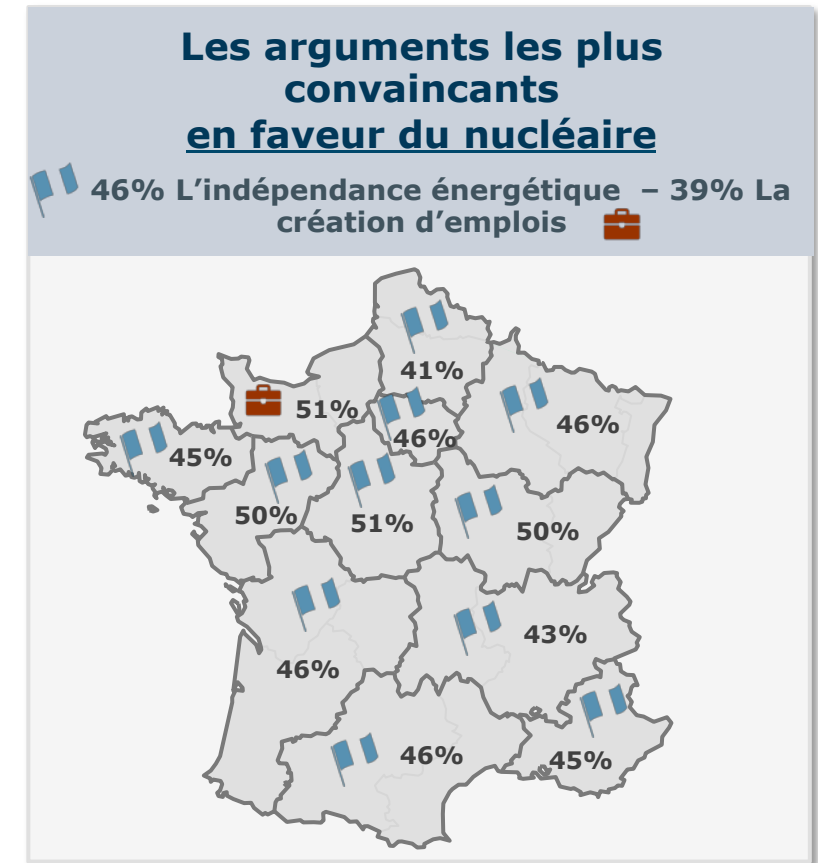 Les arguments les plus
convaincants
en faveur du nucléaire
46% L’indépendance énergétique – 39% La
création d’emplois
41%
51%
46%
46%
45%
50%
51%
50%
43%
46%
46%
45%